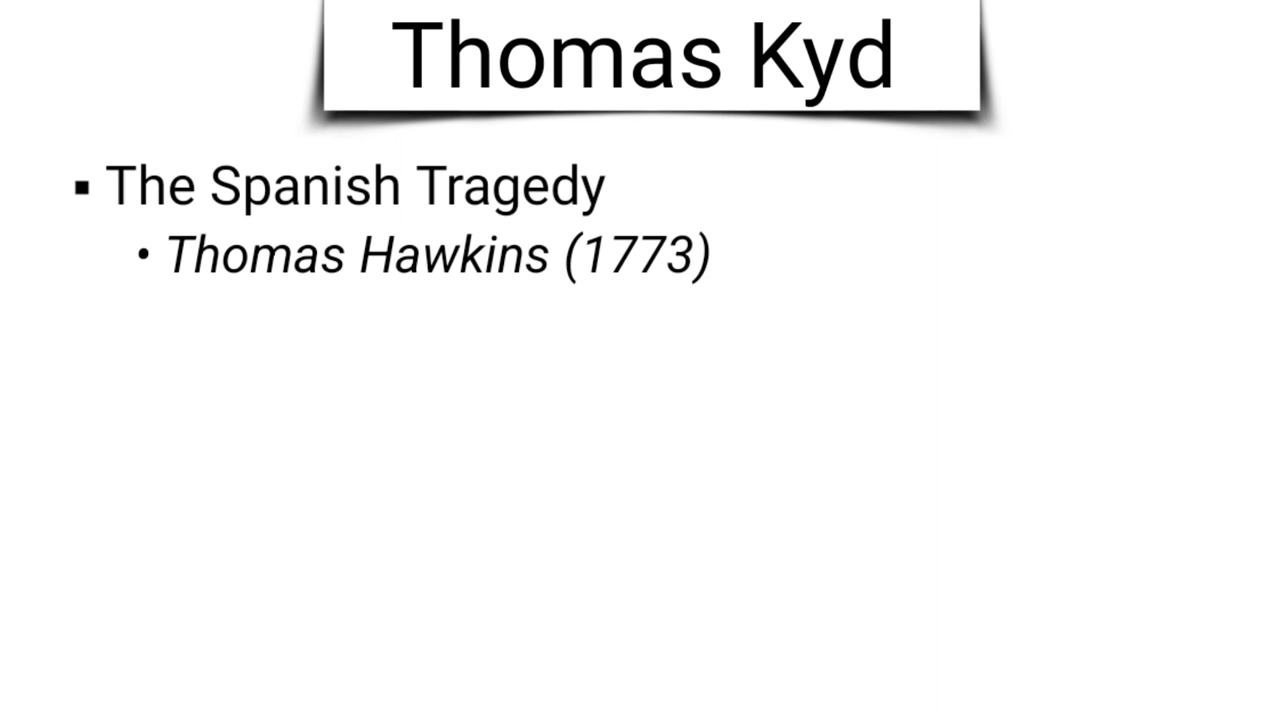 Thomas Kyd
▪ The Spanish Tragedy
• Thomas Hawkins (1773)